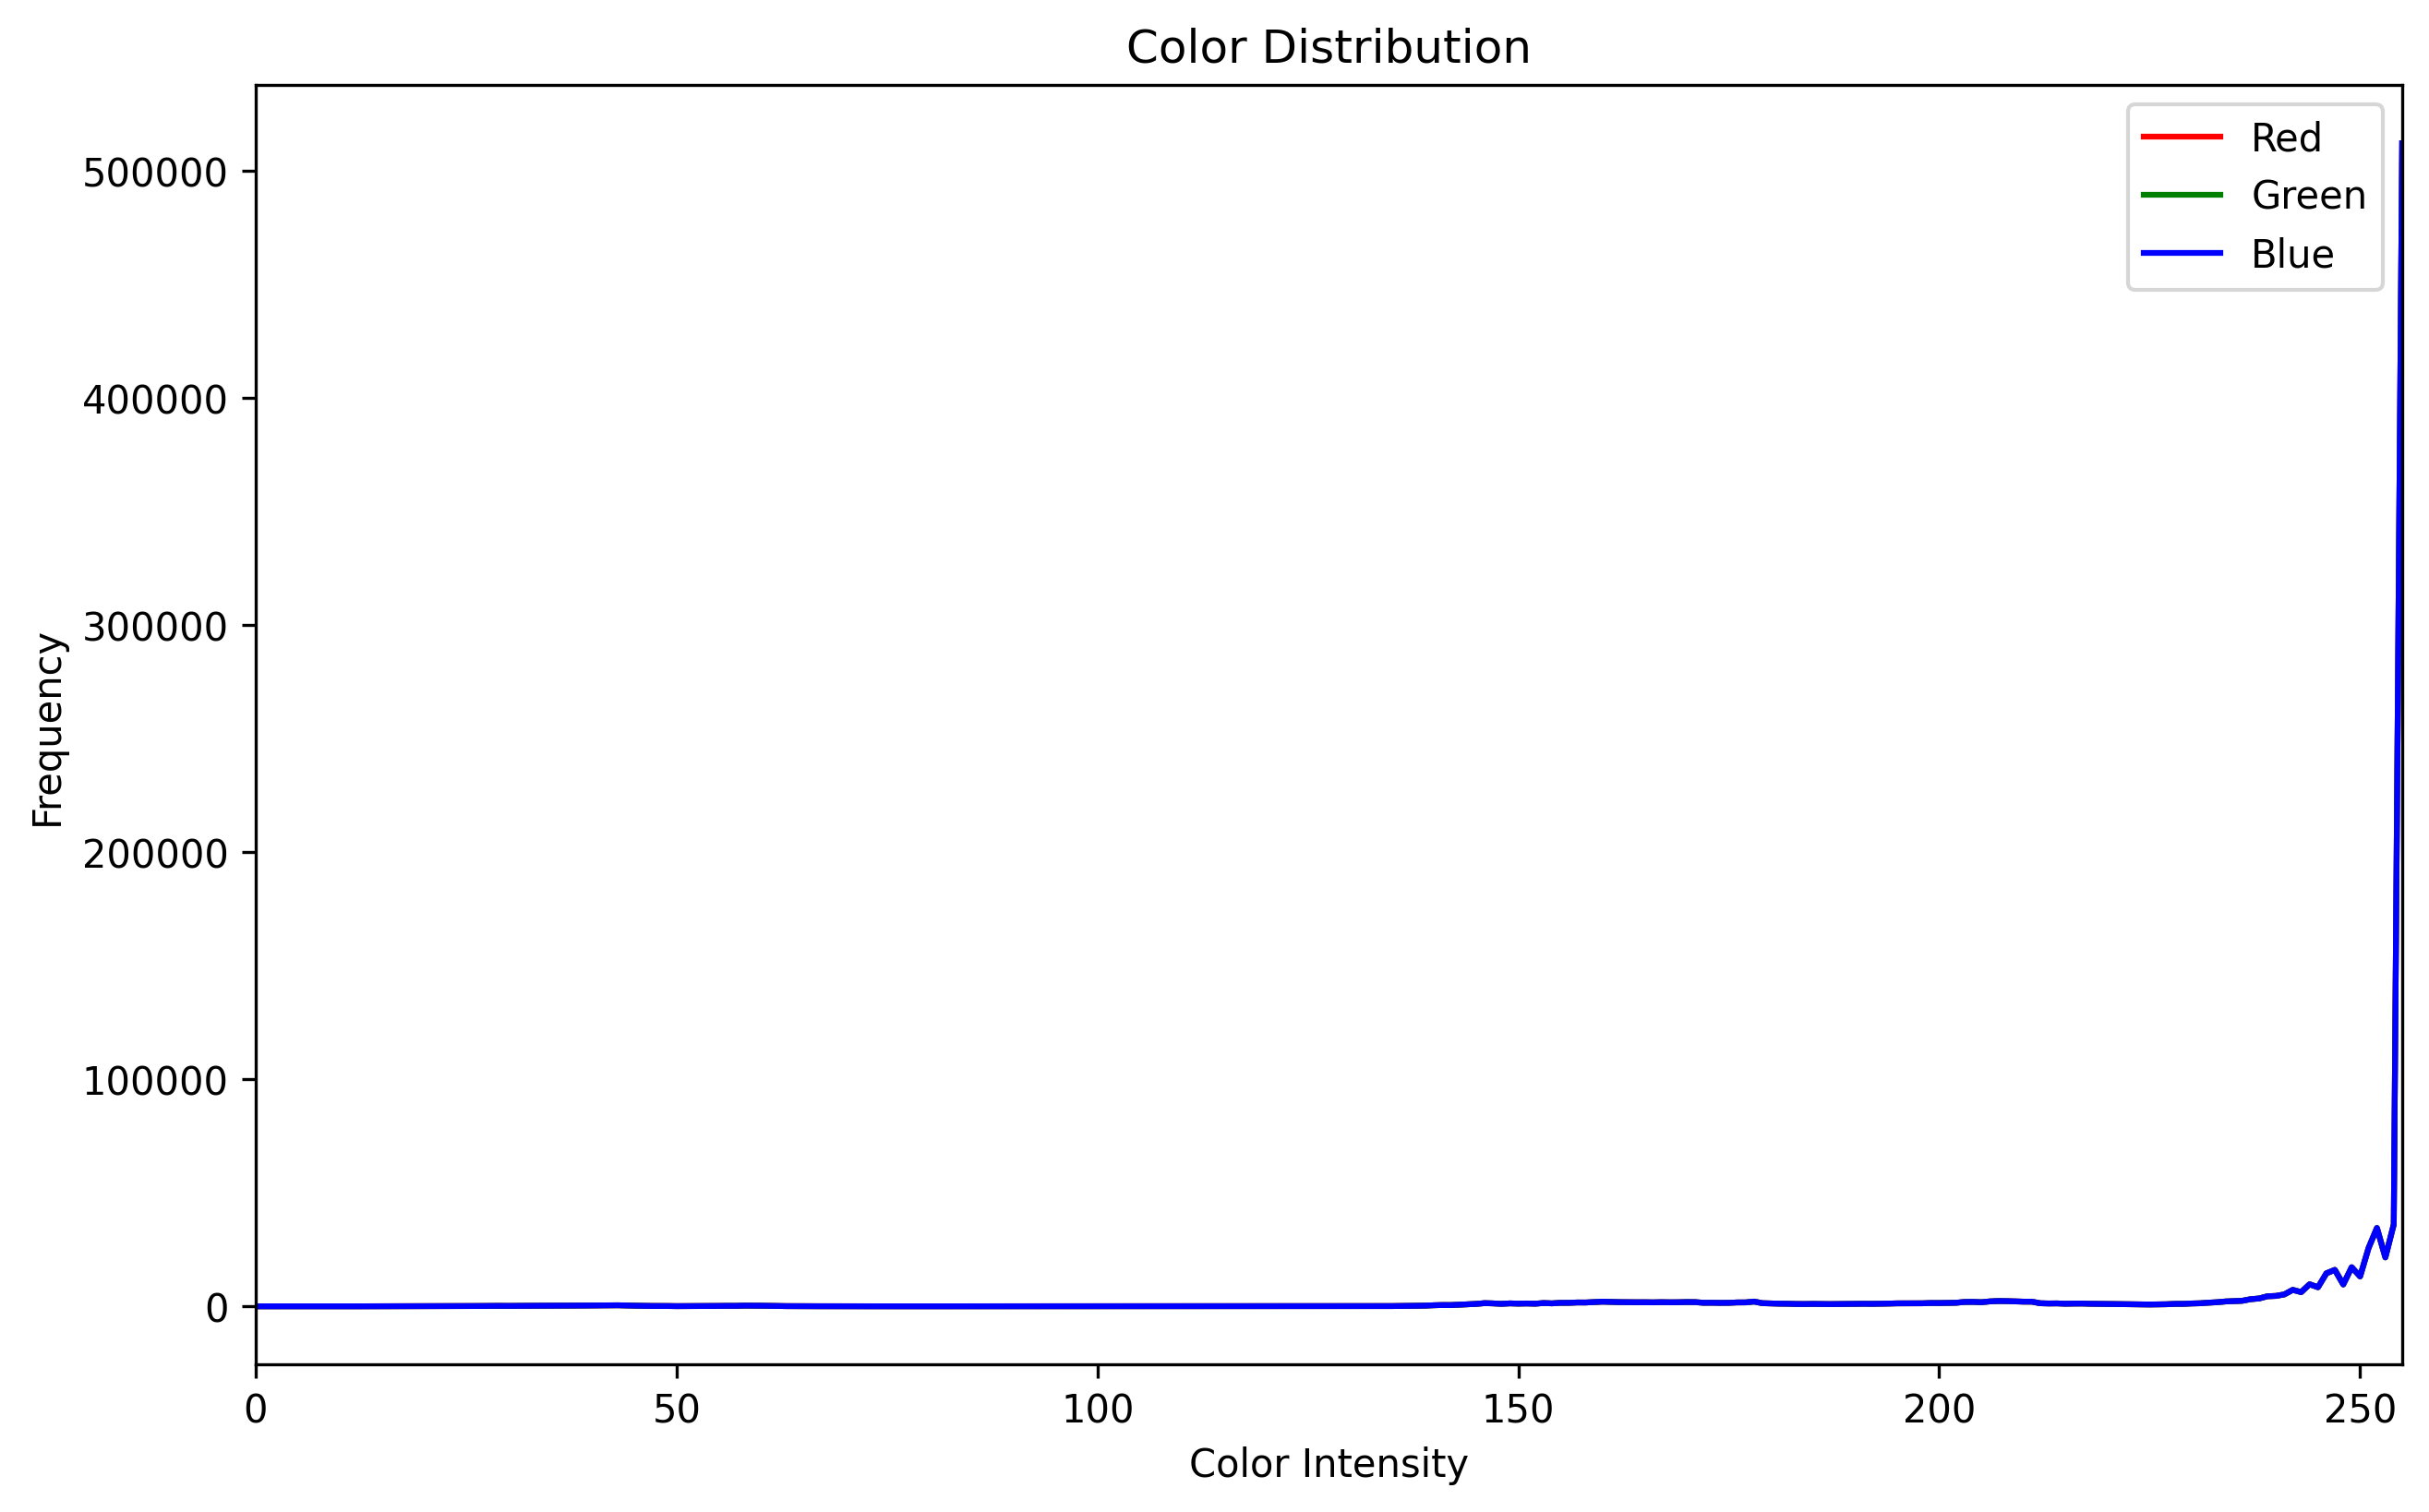 Color Distribution
Red
Green
Blue
500000
400000
300000
200000
100000
0
Frequency
0 50 100 150 200 250
Color Intensity